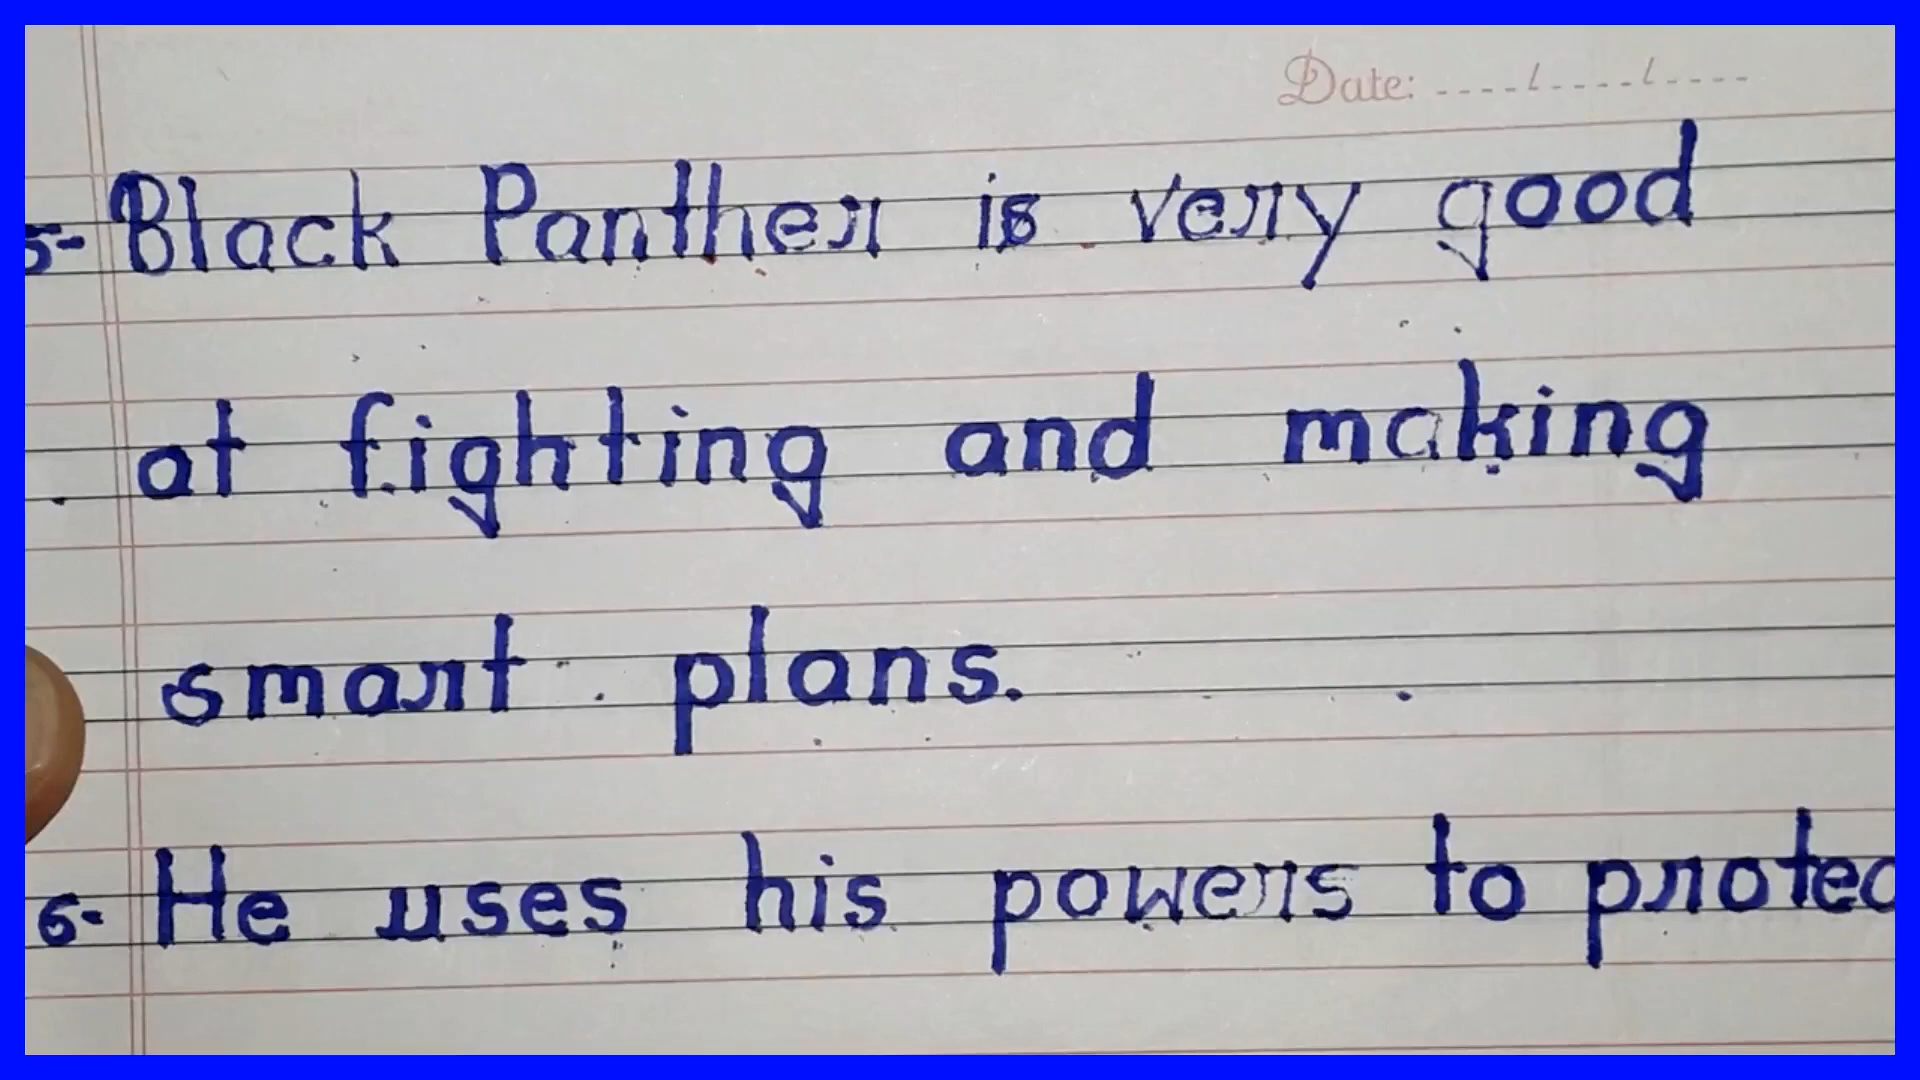 Date: ..../..../....
5- Black Panther is very good
at fighting and making
smart plans.
6- He uses his powers to protec